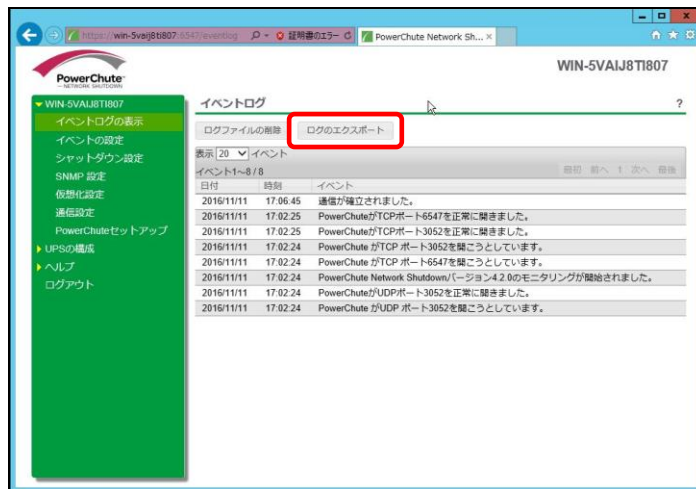 https://win-5vaij8ti807:6547/eventlog
証明書のエラー
PowerChute Network Sh...
PowerChute
NETWORK SHUTDOWN
WIN-5VAIJ8TI807
WIN-5VAIJ8TI807
イベントログの表示
イベントの設定
シャットダウン設定
SNMP 設定
仮想化設定
通信設定
PowerChuteセットアップ
UPSの構成
ヘルプ
ログアウト
イベントログ ?
ログファイルの削除 ログのエクスポート
表示 20 イベント
イベント1~8 / 8 最初 前へ 1 次へ 最後
日付 時刻 イベント
2016/11/11 17:06:45 通信が確立されました。
2016/11/11 17:02:25 PowerChuteがTCPポート6547を正常に開きました。
2016/11/11 17:02:25 PowerChuteがTCPポート3052を正常に開きました。
2016/11/11 17:02:24 PowerChute がTCP ポート3052を開こうとしています。
2016/11/11 17:02:24 PowerChute がTCP ポート6547を開こうとしています。
2016/11/11 17:02:24 PowerChute Network Shutdownバージョン4.2.0のモニタリングが開始されました。
2016/11/11 17:02:24 PowerChuteがUDPポート3052を正常に開きました。
2016/11/11 17:02:24 PowerChute がUDP ポート3052を開こうとしています。